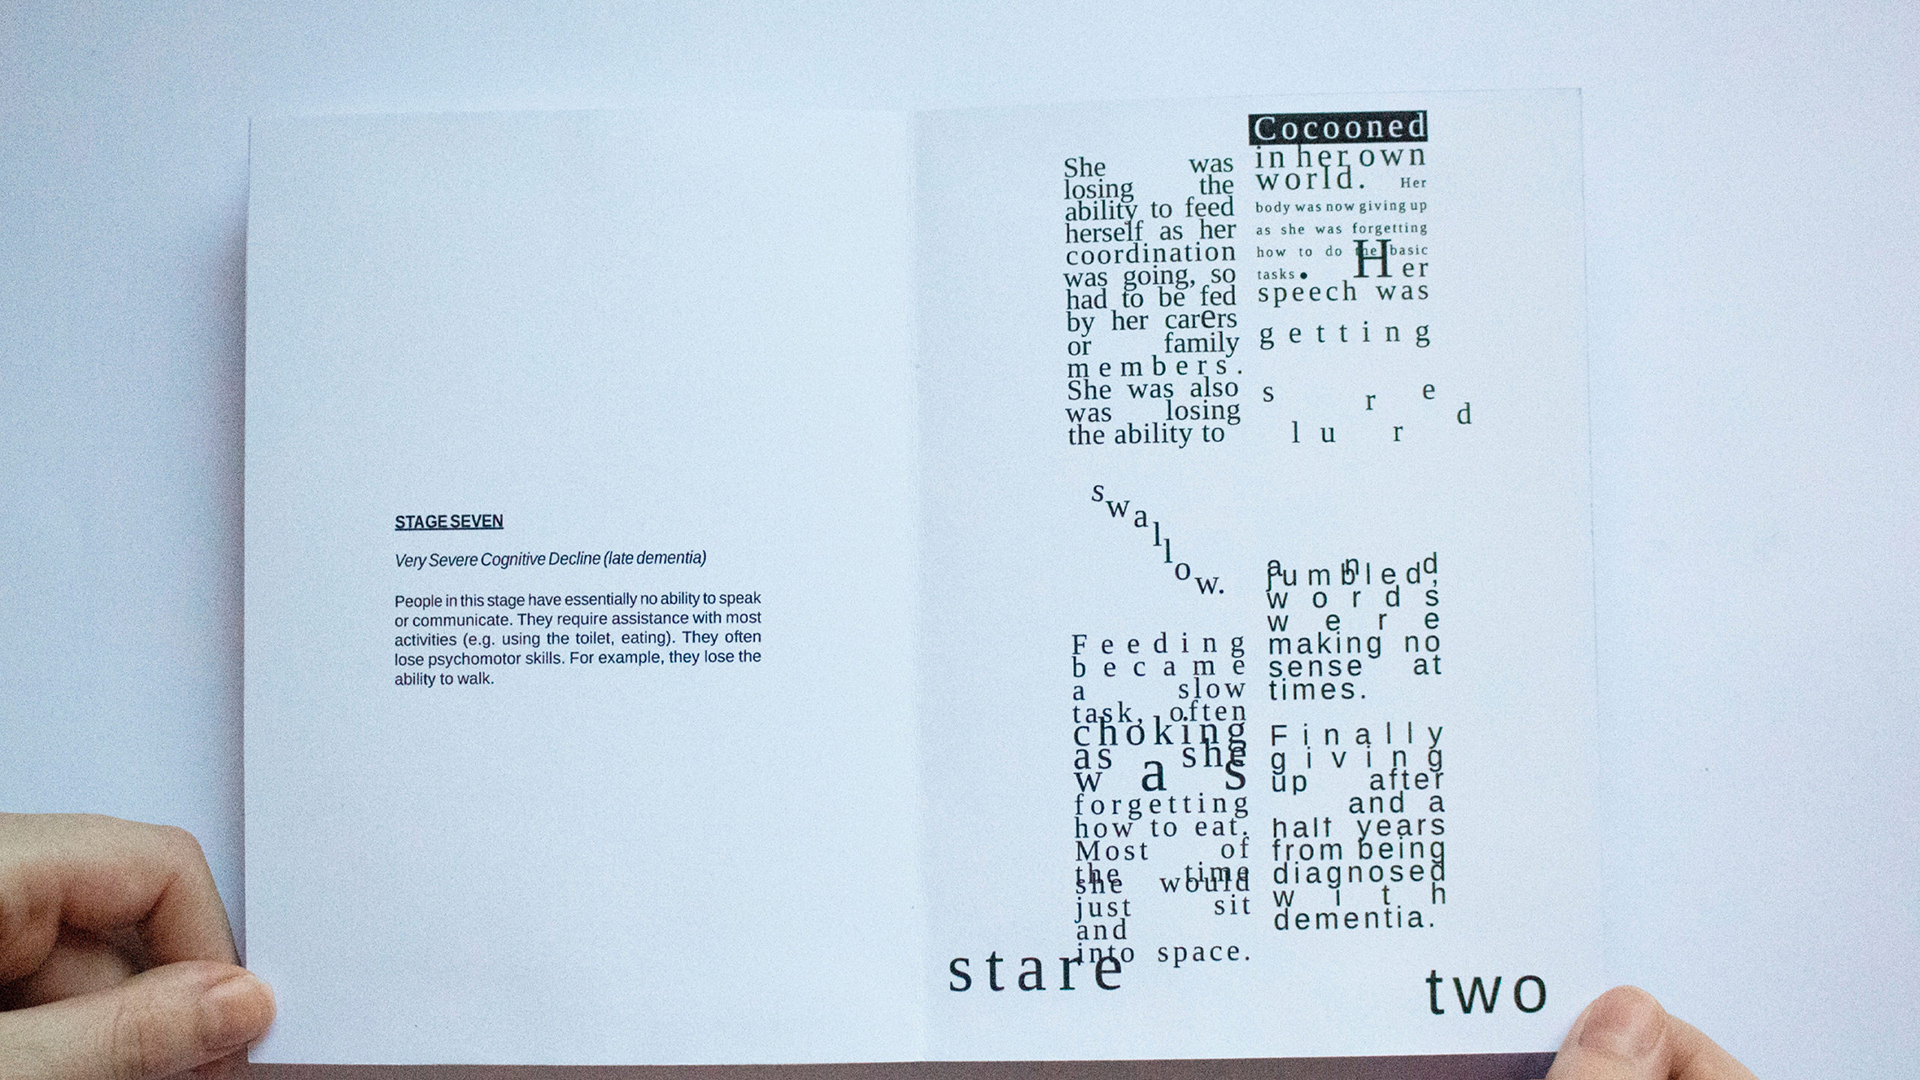 STAGE SEVEN
Very Severe Cognitive Decline (late dementia)
People in this stage have essentially no ability to speak
or communicate. They require assistance with most
activities (e.g. using the toilet, eating). They often
lose psychomotor skills. For example, they lose the
ability to walk.
She was
losing the
ability to feed
herself as her
coordination
was going, so
had to be fed
by her carers
or family
members.
She was also
was losing
the ability to
swallow.
Feeding
became
a slow
task, often
choking
as she
was
forgetting
how to eat.
Most of
the time
she would
just sit
and
stare
into space.
Cocooned
in her own
world. Her
body was now giving up
as she was forgetting
how to do the basic
tasks. Her
speech was
getting
slurred
and
jumbled,
words
were
making no
sense at
times.
Finally
giving
up after
two
and a
half years
from being
diagnosed
with
dementia.